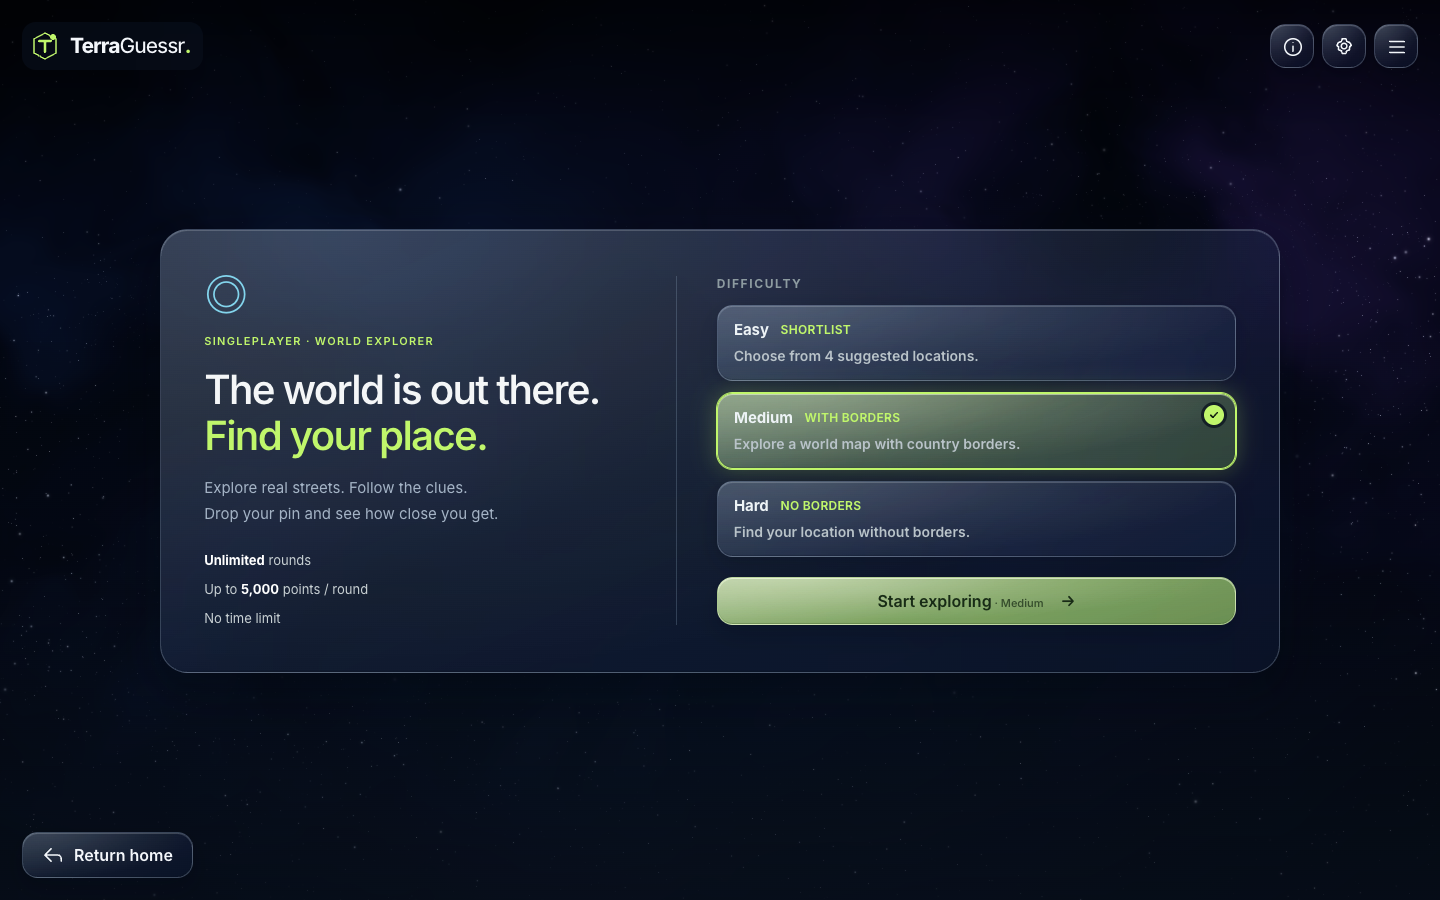 TerraGuessr.
SINGLEPLAYER · WORLD EXPLORER
The world is out there.
Find your place.
Explore real streets. Follow the clues.
Drop your pin and see how close you get.
Unlimited rounds
Up to 5,000 points / round
No time limit
DIFFICULTY
Easy SHORTLIST
Choose from 4 suggested locations.
Medium WITH BORDERS
Explore a world map with country borders.
Hard NO BORDERS
Find your location without borders.
Start exploring · Medium
Return home